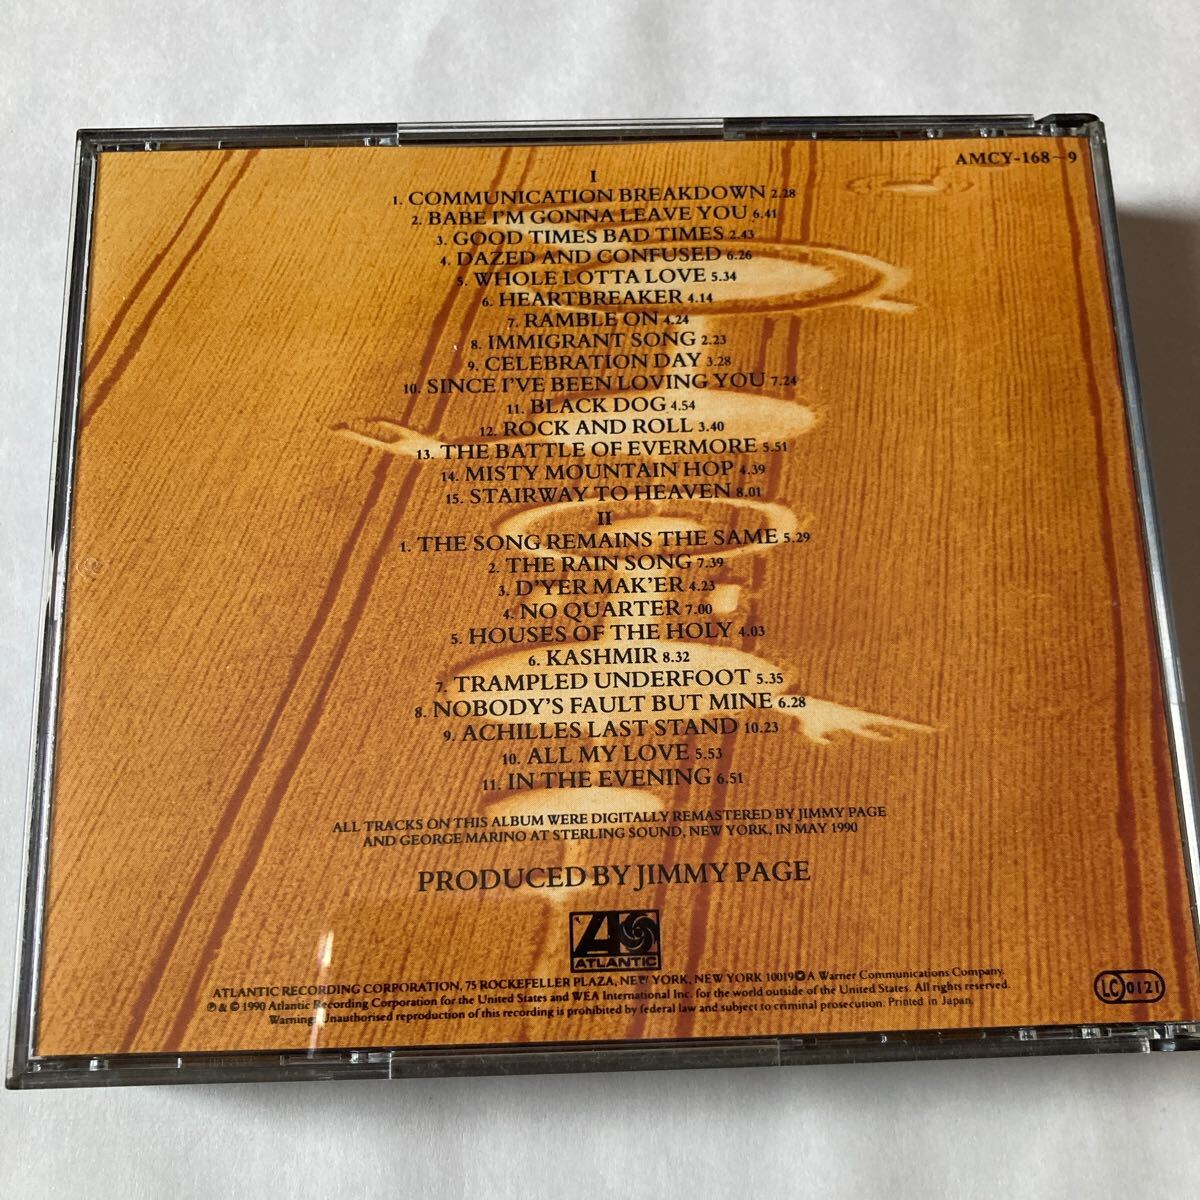 AMCY-168~9
I
1. COMMUNICATION BREAKDOWN 2.28
2. BABE I'M GONNA LEAVE YOU 6.41
3. GOOD TIMES BAD TIMES 2.43
4. DAZED AND CONFUSED 6.26
5. WHOLE LOTTA LOVE 5.34
6. HEARTBREAKER 4.14
7. RAMBLE ON 4.24
8. IMMIGRANT SONG 2.23
9. CELEBRATION DAY 3.28
10. SINCE I'VE BEEN LOVING YOU 7.24
11. BLACK DOG 4.54
12. ROCK AND ROLL 3.40
13. THE BATTLE OF EVERMORE 5.51
14. MISTY MOUNTAIN HOP 4.39
15. STAIRWAY TO HEAVEN 8.01
II
1. THE SONG REMAINS THE SAME 5.29
2. THE RAIN SONG 7.39
3. D'YER MAK'ER 4.23
4. NO QUARTER 7.00
5. HOUSES OF THE HOLY 4.03
6. KASHMIR 8.32
7. TRAMPLED UNDERFOOT 5.35
8. NOBODY'S FAULT BUT MINE 6.28
9. ACHILLES LAST STAND 10.23
10. ALL MY LOVE 5.53
11. IN THE EVENING 6.51
ALL TRACKS ON THIS ALBUM WERE DIGITALLY REMASTERED BY JIMMY PAGE
AND GEORGE MARINO AT STERLING SOUND, NEW YORK, IN MAY 1990
PRODUCED BY JIMMY PAGE
ATLANTIC
ATLANTIC RECORDING CORPORATION, 75 ROCKEFELLER PLAZA, NEW YORK, NEW YORK 10019 A Warner Communications Company.
℗ & © 1990 Atlantic Recording Corporation for the United States and WEA International Inc. for the world outside of the United States. All rights reserved.
Warning: Unauthorised reproduction of this recording is prohibited by federal law and subject to criminal prosecution. Printed in Japan.
LC 0121